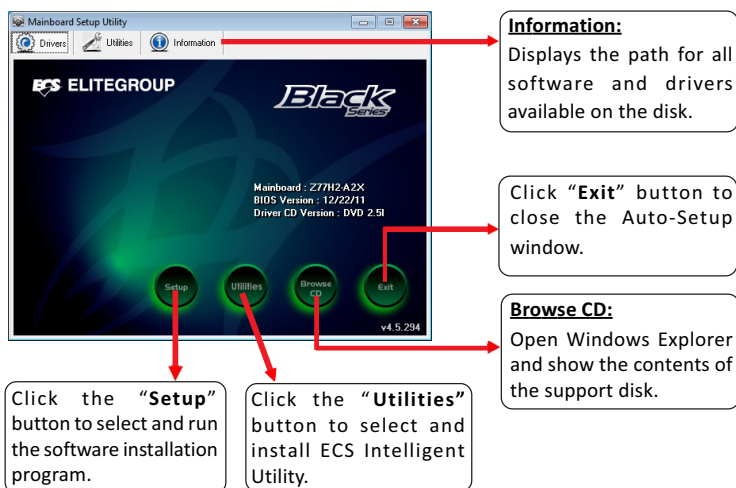 Mainboard Setup Utility
Drivers
Utilities
Information
ECS ELITEGROUP
Black
Series
Mainboard : Z77H2-A2X
BIOS Version : 12/22/11
Driver CD Version : DVD 2.5I
Setup
Utilities
Browse
CD
Exit
v4.5.294
Information:
Displays the path for all
software and drivers
available on the disk.
Click “Exit” button to
close the Auto-Setup
window.
Browse CD:
Open Windows Explorer
and show the contents of
the support disk.
Click the “Setup”
button to select and run
the software installation
program.
Click the “Utilities”
button to select and
install ECS Intelligent
Utility.